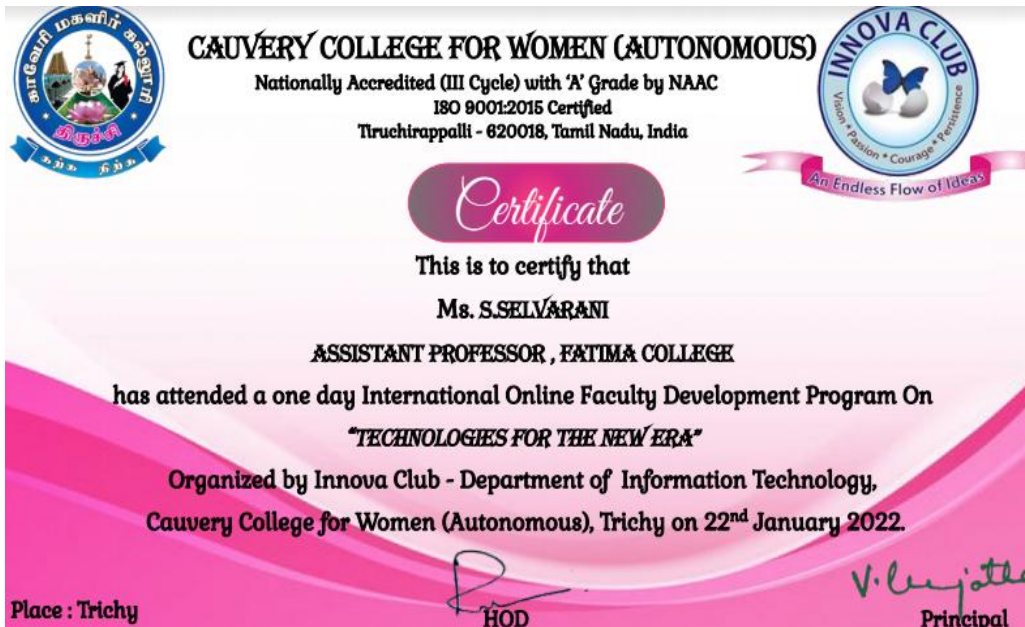 காவேரி மகளிர் கல்லூரி
திருச்சி
கற்க நிற்க
CAUVERY COLLEGE FOR WOMEN (AUTONOMOUS)
Nationally Accredited (III Cycle) with ‘A’ Grade by NAAC
ISO 9001:2015 Certified
Tiruchirappalli - 620018, Tamil Nadu, India
INNOVA CLUB
Vision * Passion * Courage * Persistence
An Endless Flow of Ideas
Certificate
This is to certify that
Ms. S.SELVARANI
ASSISTANT PROFESSOR , FATIMA COLLEGE
has attended a one day International Online Faculty Development Program On
“TECHNOLOGIES FOR THE NEW ERA”
Organized by Innova Club - Department of Information Technology,
Cauvery College for Women (Autonomous), Trichy on 22nd January 2022.
Place : Trichy
HOD
Principal